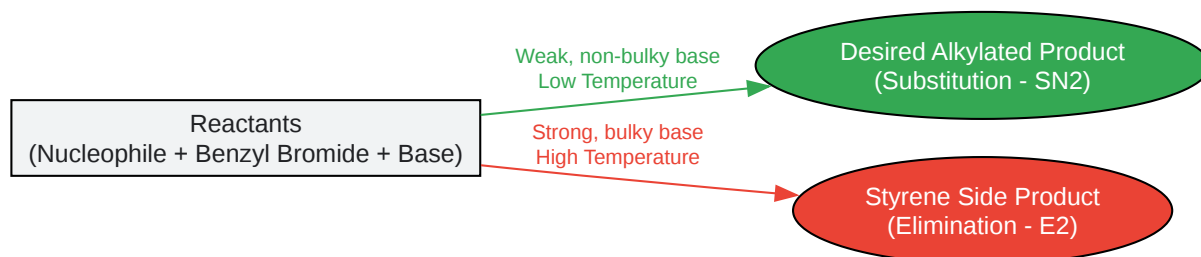 Reactants
(Nucleophile + Benzyl Bromide + Base)
Weak, non-bulky base
Low Temperature
Desired Alkylated Product
(Substitution - SN2)
Strong, bulky base
High Temperature
Styrene Side Product
(Elimination - E2)